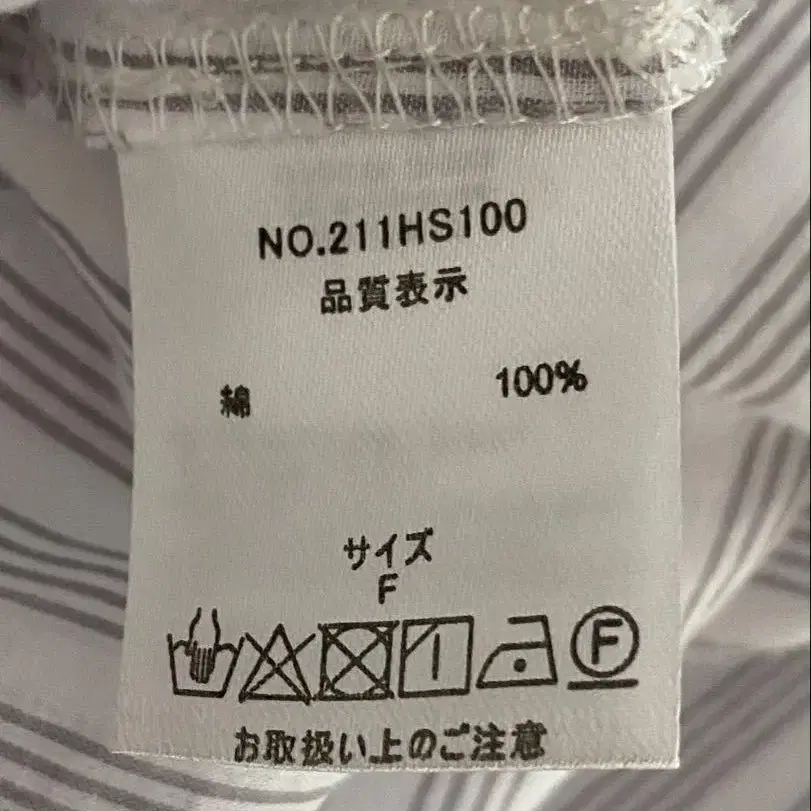 NO.211HS100
品質表示
綿 100%
サイズ
F
F
お取扱い上のご注意